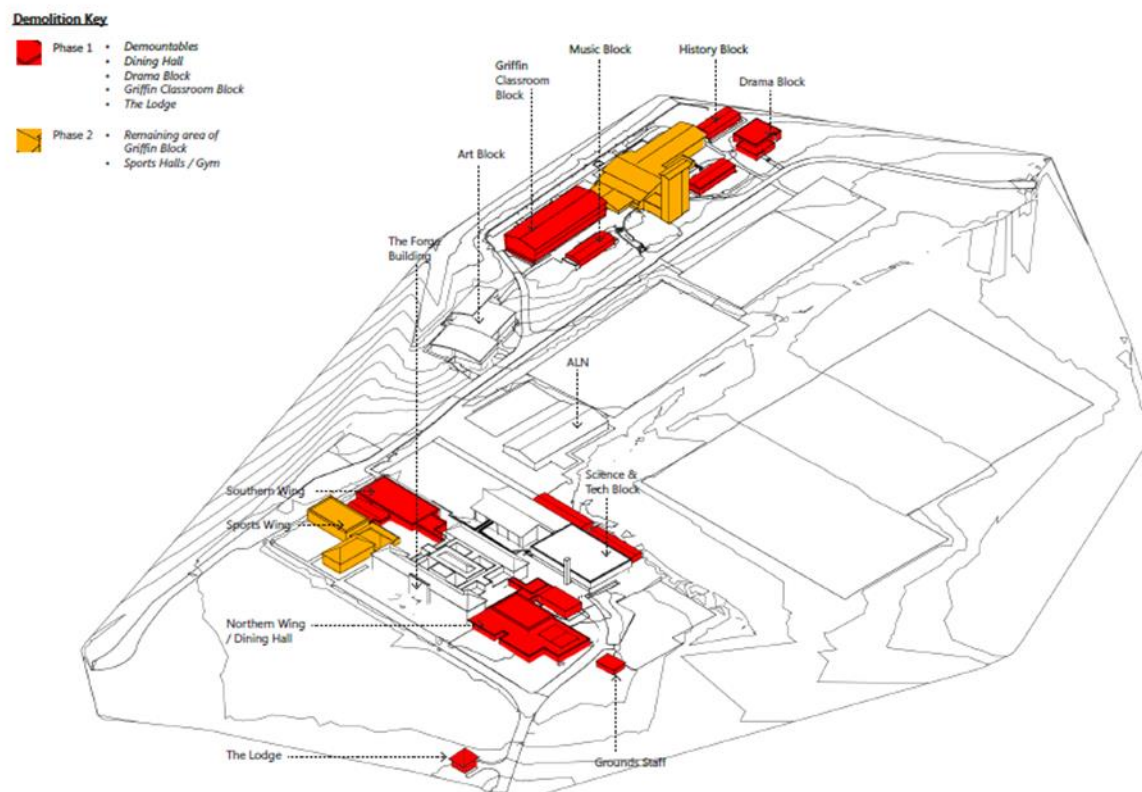 Demolition Key
Phase 1 • Demountables
• Dining Hall
• Drama Block
• Griffin Classroom Block
• The Lodge
Phase 2 • Remaining area of
Griffin Block
• Sports Halls / Gym
Music Block
History Block
Griffin
Classroom
Block
Drama Block
Art Block
The Forge
Building
ALN
Science &
Tech Block
Southern Wing
Sports Wing
Northern Wing
/ Dining Hall
The Lodge
Grounds Staff